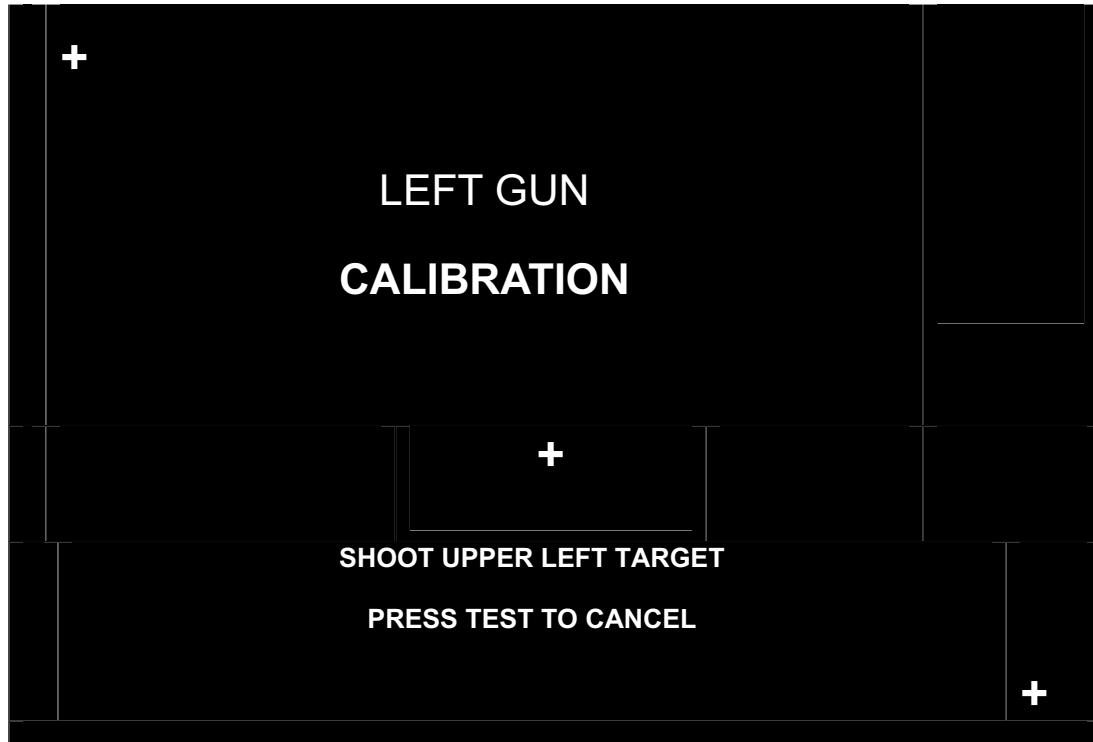 +
LEFT GUN
CALIBRATION
+
SHOOT UPPER LEFT TARGET
PRESS TEST TO CANCEL
+